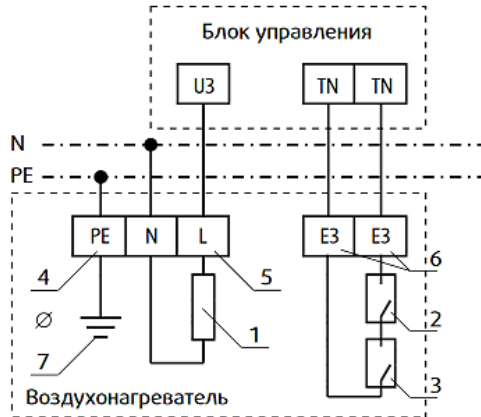 Блок управления
U3 TN TN
N
PE
PE N L E3 E3
4 5 6
1 2
7 3
Воздухонагреватель